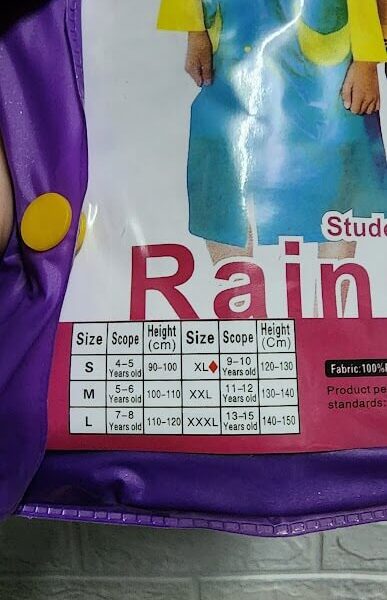 Stude
Rain
Size Scope Height (cm) Size Scope Height (Cm)
S 4-5 Years old 90-100 XL♦ 9-10 Years old 120-130
M 5-6 Years old 100-110 XXL 11-12 Years old 130-140
L 7-8 Years old 110-120 XXXL 13-15 Years old 140-150
Fabric:100%
Product pe
standards: